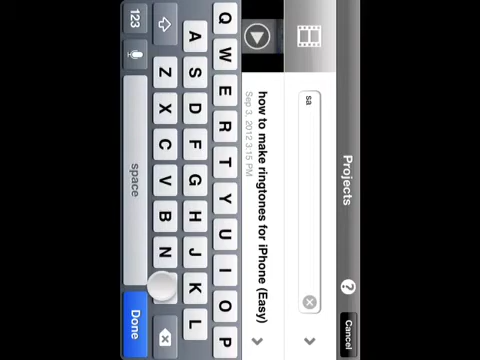 Projects
Cancel
sa
how to make ringtones for iPhone (Easy)
Sep 3, 2012 3:15 PM
Q W E R T Y U I O P
A S D F G H J K L
Z X C V B N
123
space
Done